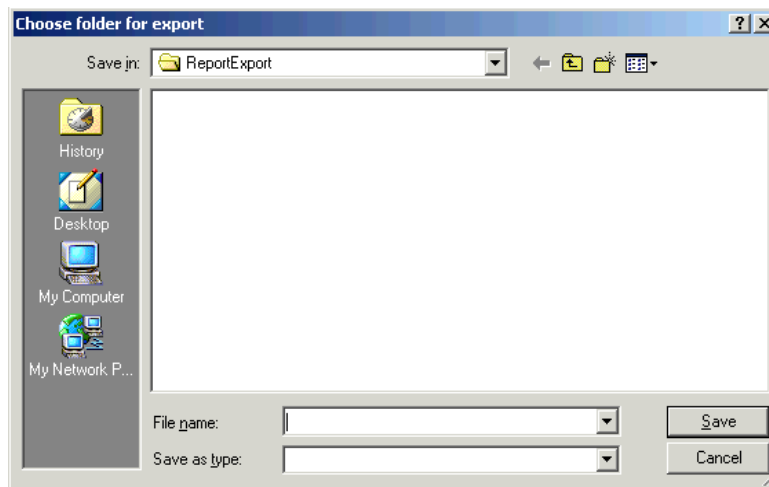 Choose folder for export
Save in: ReportExport
History
Desktop
My Computer
My Network P...
File name:
Save
Save as type:
Cancel